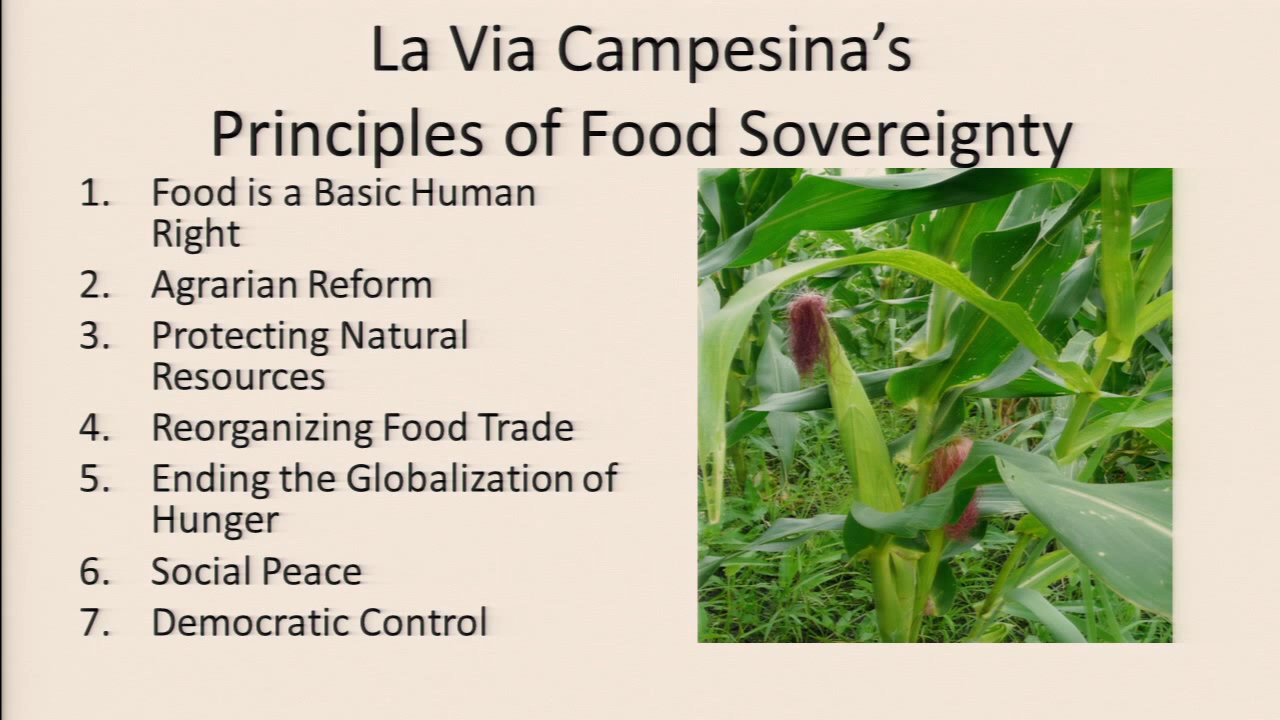 La Via Campesina’s
Principles of Food Sovereignty
1. Food is a Basic Human
Right
2. Agrarian Reform
3. Protecting Natural
Resources
4. Reorganizing Food Trade
5. Ending the Globalization of
Hunger
6. Social Peace
7. Democratic Control